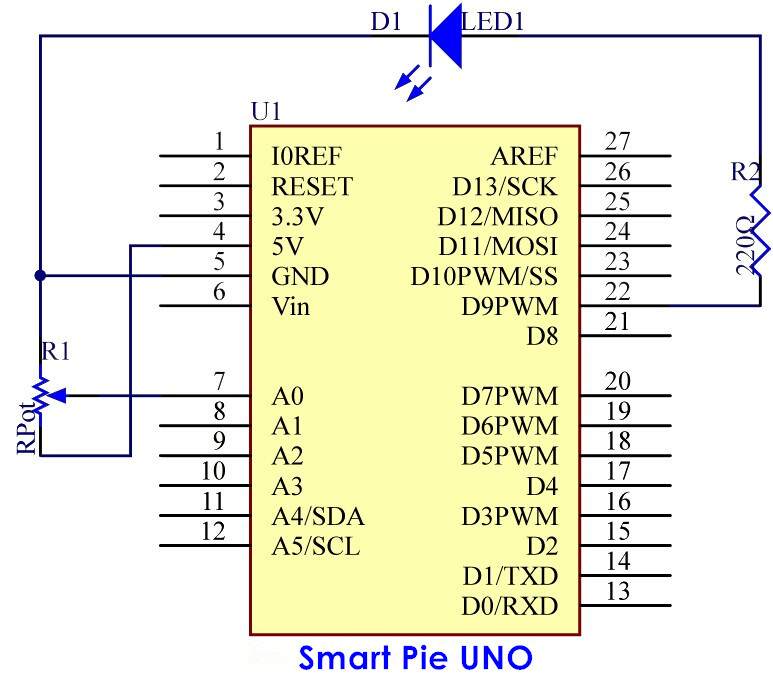 D1 LED1
U1
1 I0REF AREF 27
2 RESET D13/SCK 26
3 3.3V D12/MISO 25
4 5V D11/MOSI 24
5 GND D10PWM/SS 23
6 Vin D9PWM 22
D8 21
R2
220Ω
R1
RPot
7 A0 D7PWM 20
8 A1 D6PWM 19
9 A2 D5PWM 18
10 A3 D4 17
11 A4/SDA D3PWM 16
12 A5/SCL D2 15
D1/TXD 14
D0/RXD 13
Smart Pie UNO